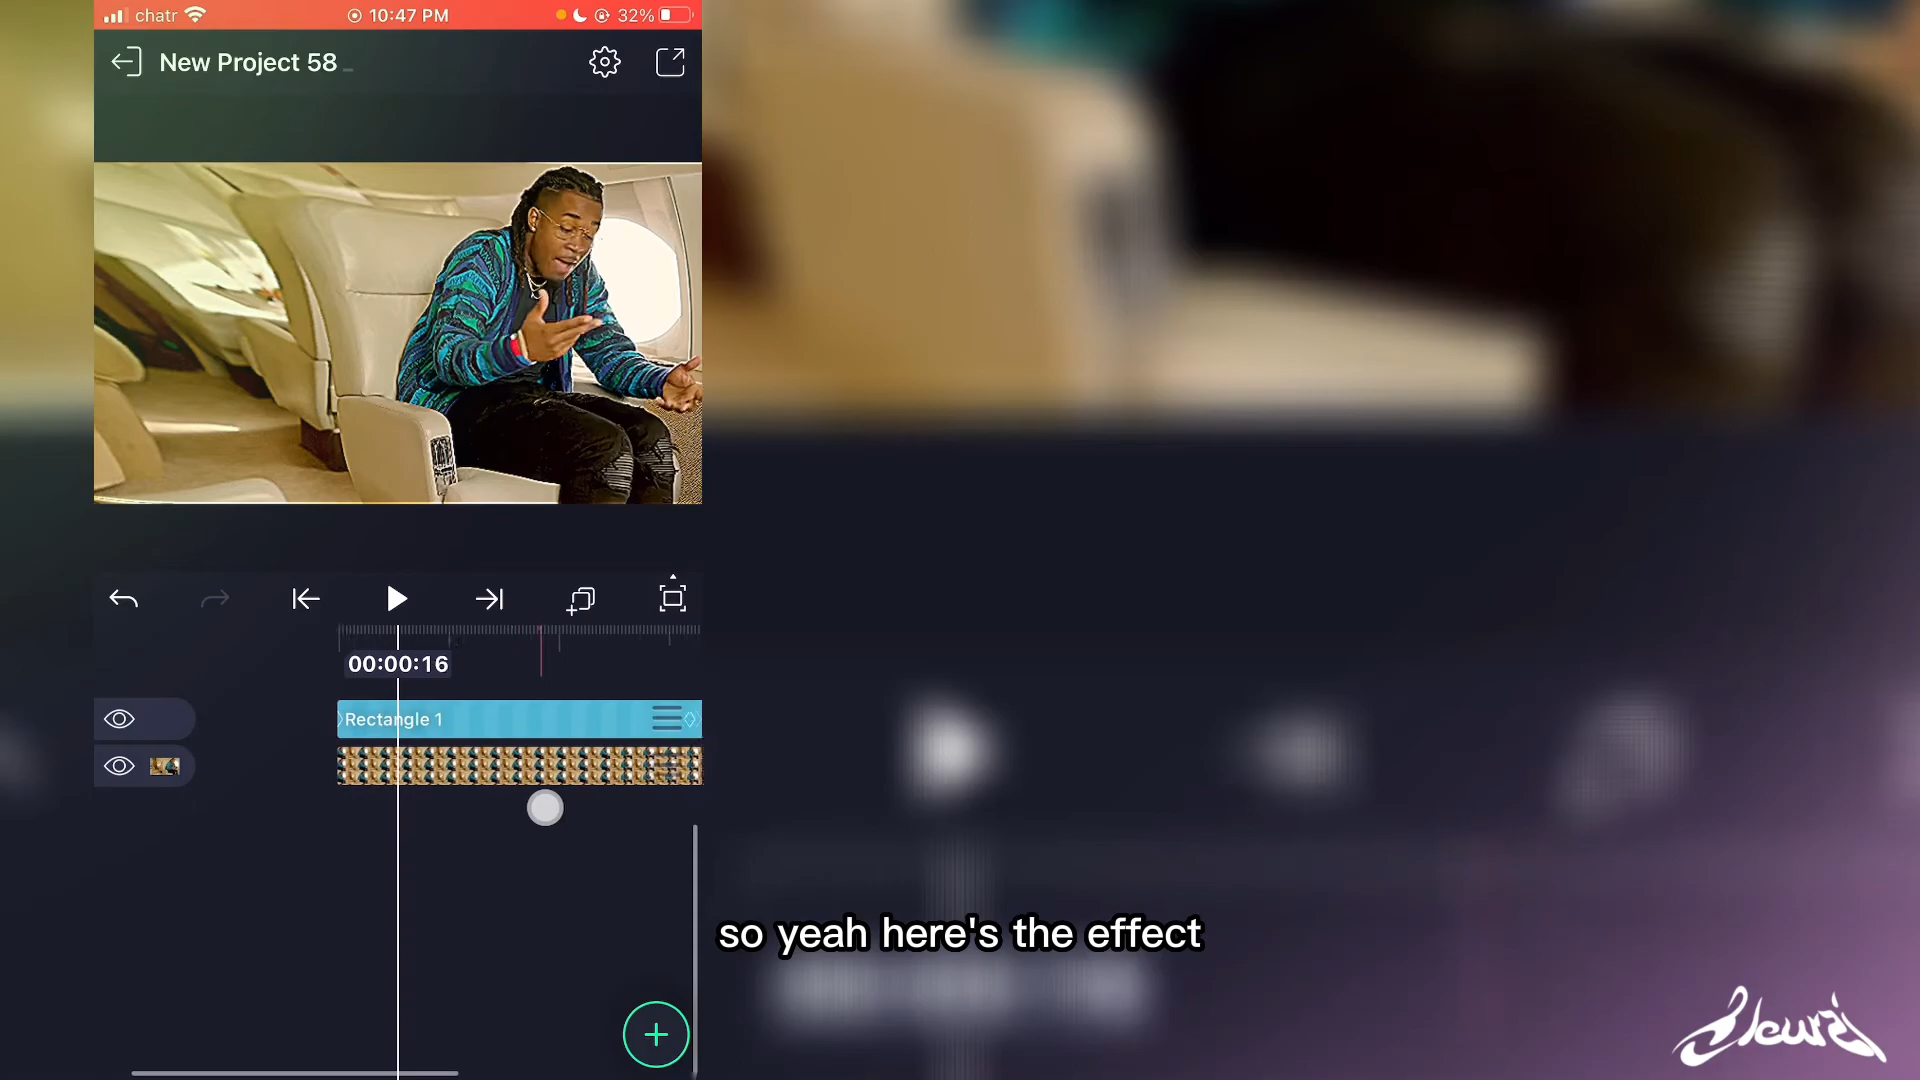 chatr 10:47 PM 32%
New Project 58
00:00:16
Rectangle 1
so yeah here's the effect